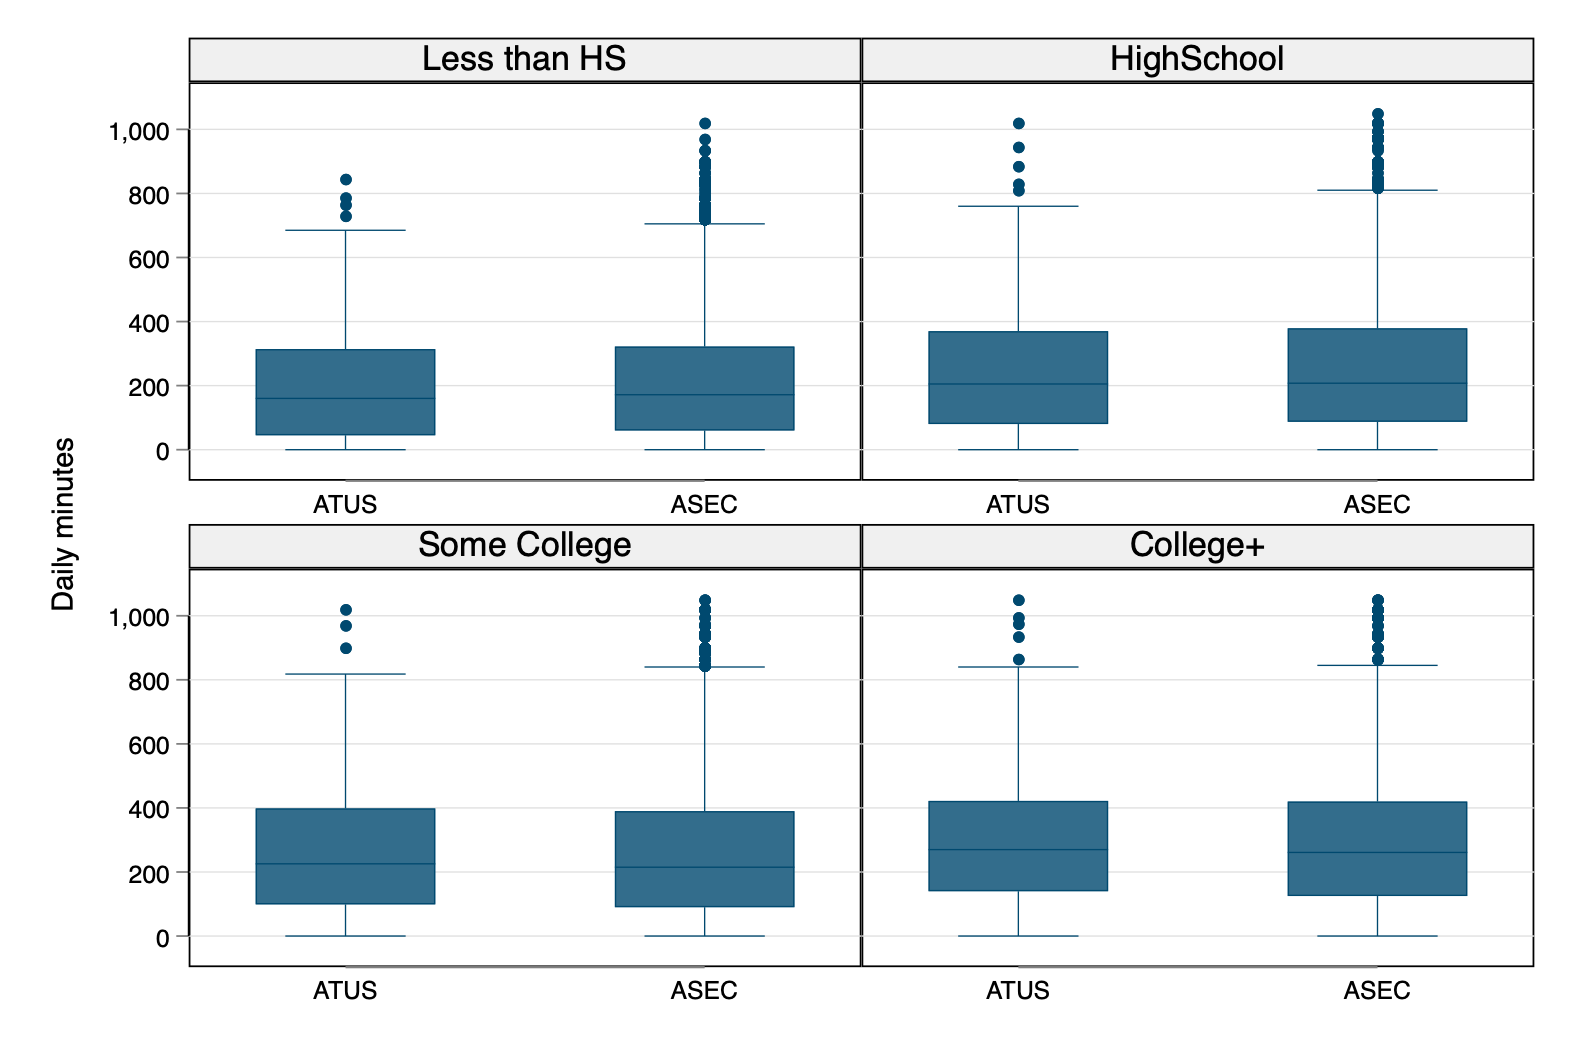 Less than HS
HighSchool
1,000
800
600
400
200
0
ATUS
ASEC
ATUS
ASEC
Daily minutes
Some College
College+
1,000
800
600
400
200
0
ATUS
ASEC
ATUS
ASEC